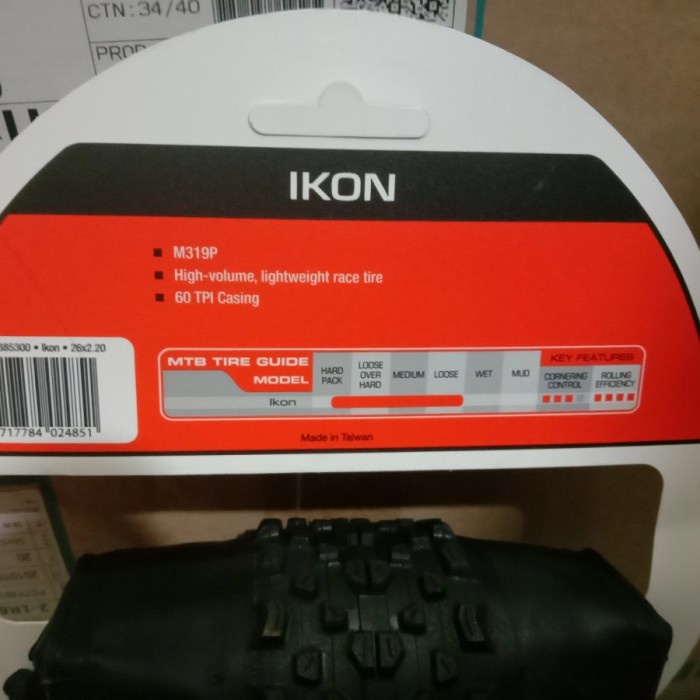 CTN: 34/40
IKON
M319P
High-volume, lightweight race tire
60 TPI Casing
385300 • Ikon • 26x2.20
717784 024851
MTB TIRE GUIDE
MODEL
HARD PACK
LOOSE OVER HARD
MEDIUM
LOOSE
WET
MUD
KEY FEATURES
CORNERING CONTROL
ROLLING EFFICIENCY
Ikon
Made in Taiwan